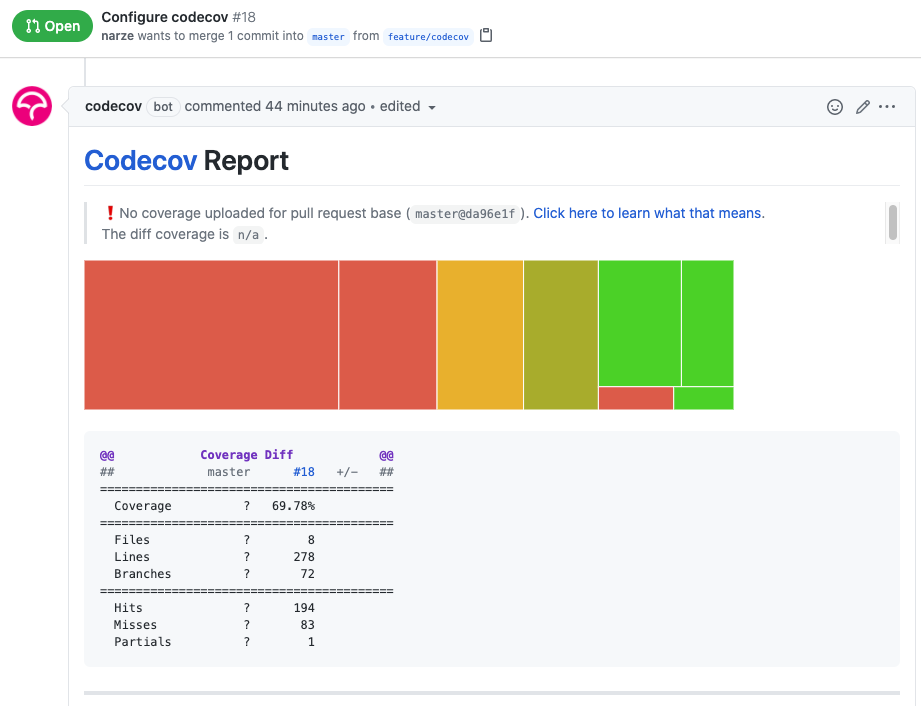 Open
Configure codecov #18
narze wants to merge 1 commit into master from feature/codecov
codecov bot commented 44 minutes ago • edited
Codecov Report
❗ No coverage uploaded for pull request base ( master@da96e1f ). Click here to learn what that means.
The diff coverage is n/a .
@@ Coverage Diff @@
## master #18 +/- ##
=========================================
Coverage ? 69.78%
=========================================
Files ? 8
Lines ? 278
Branches ? 72
=========================================
Hits ? 194
Misses ? 83
Partials ? 1